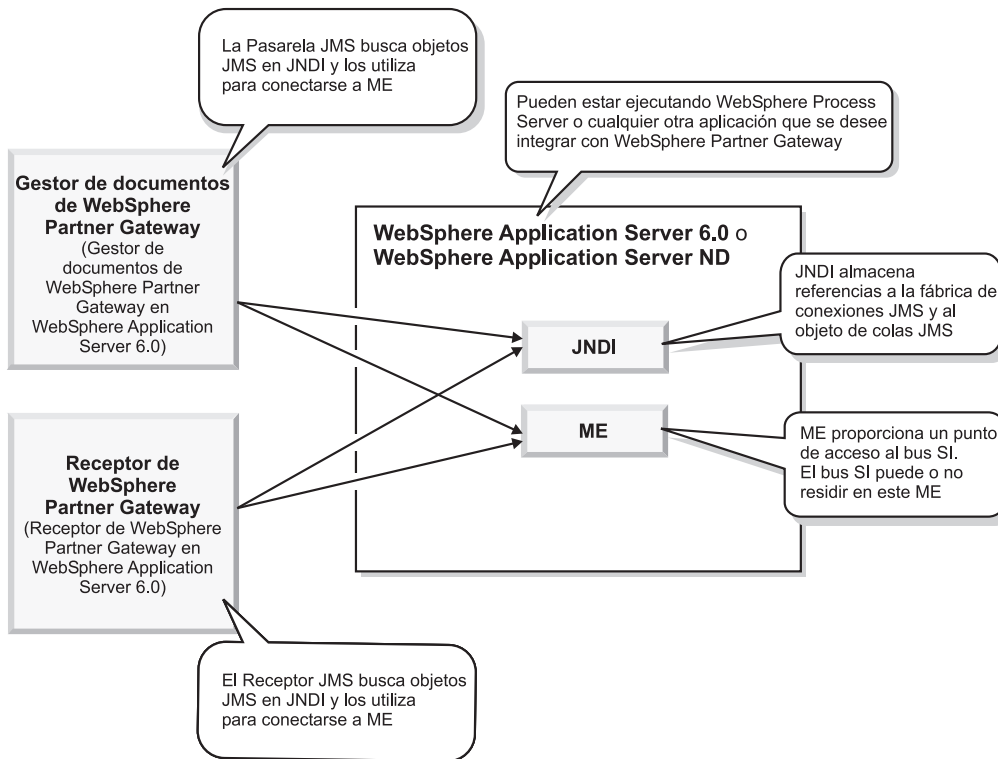 La Pasarela JMS busca objetos
JMS en JNDI y los utiliza
para conectarse a ME
Pueden estar ejecutando WebSphere Process
Server o cualquier otra aplicación que se desee
integrar con WebSphere Partner Gateway
Gestor de documentos
de WebSphere
Partner Gateway
(Gestor de
documentos de
WebSphere Partner
Gateway en
WebSphere Application
Server 6.0)
WebSphere Application Server 6.0 o
WebSphere Application Server ND
JNDI
JNDI almacena
referencias a la fábrica de
conexiones JMS y al
objeto de colas JMS
ME
ME proporciona un punto
de acceso al bus SI.
El bus SI puede o no
residir en este ME
Receptor de
WebSphere
Partner Gateway
(Receptor de WebSphere
Partner Gateway en
WebSphere Application
Server 6.0)
El Receptor JMS busca objetos
JMS en JNDI y los utiliza
para conectarse a ME